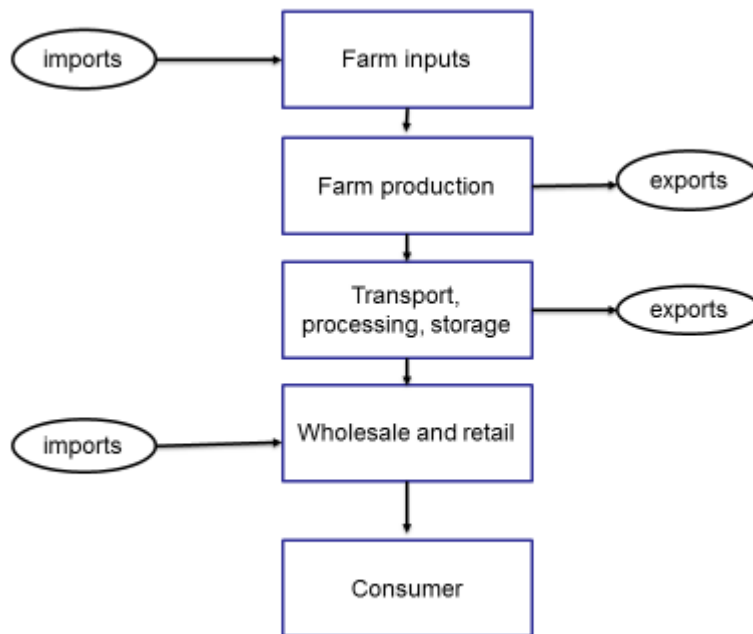 imports
Farm inputs
Farm production
exports
Transport,
processing, storage
exports
imports
Wholesale and retail
Consumer